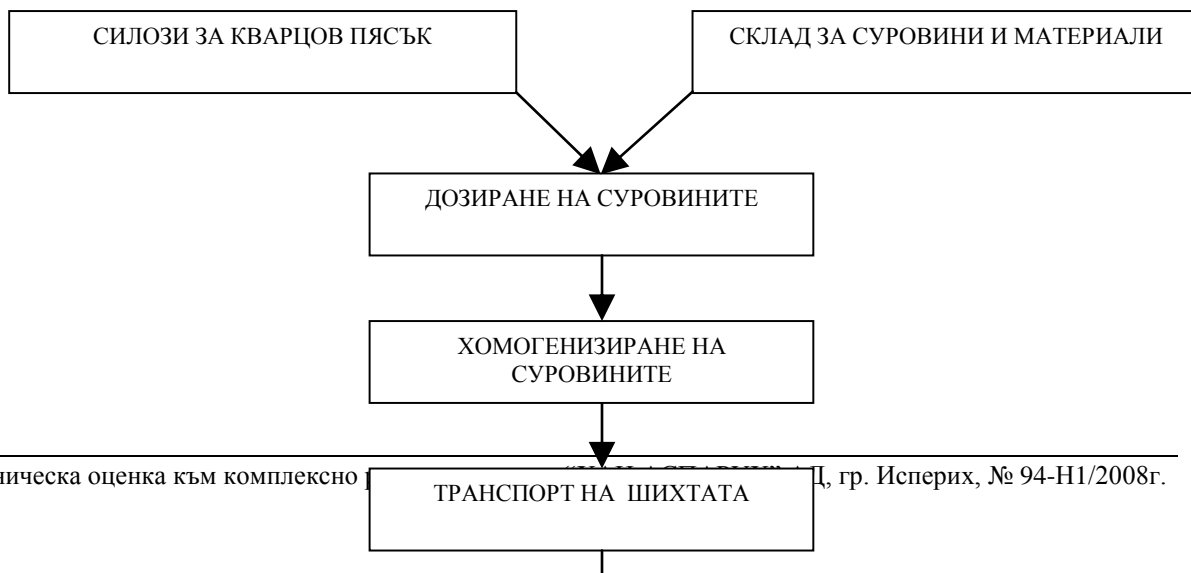 СИЛОЗИ ЗА КВАРЦОВ ПЯСЪК
СКЛАД ЗА СУРОВИНИ И МАТЕРИАЛИ
ДОЗИРАНЕ НА СУРОВИНИТЕ
ХОМОГЕНИЗИРАНЕ НА
СУРОВИНИТЕ
ническа оценка към комплексно гр. Исперих, № 94-Н1/2008г.
ТРАНСПОРТ НА ШИХТАТА